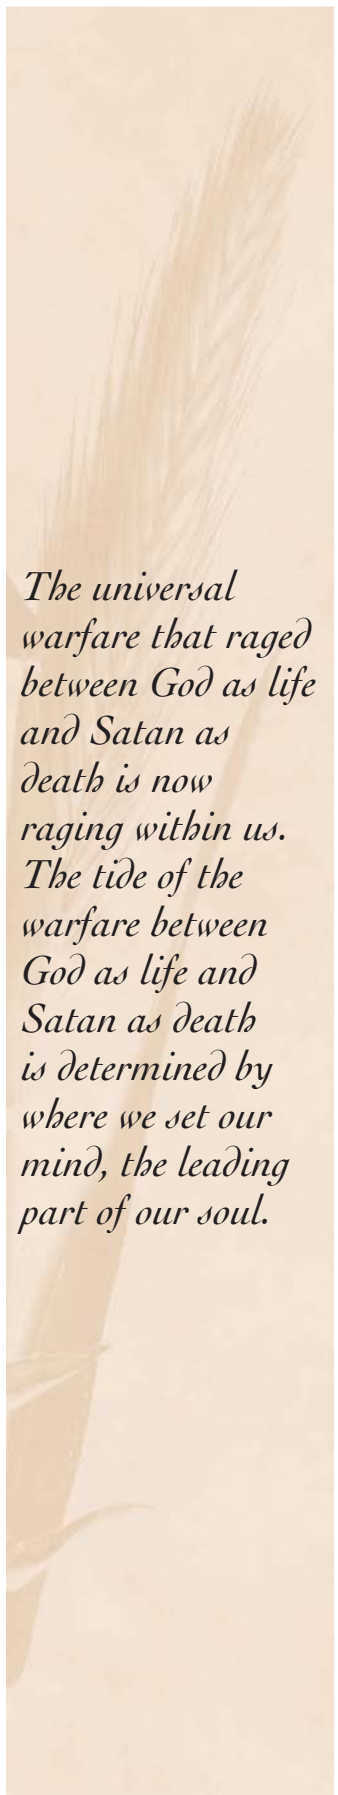 The universal
warfare that raged
between God as life
and Satan as
death is now
raging within us.
The tide of the
warfare between
God as life and
Satan as death
is determined by
where we set our
mind, the leading
part of our soul.